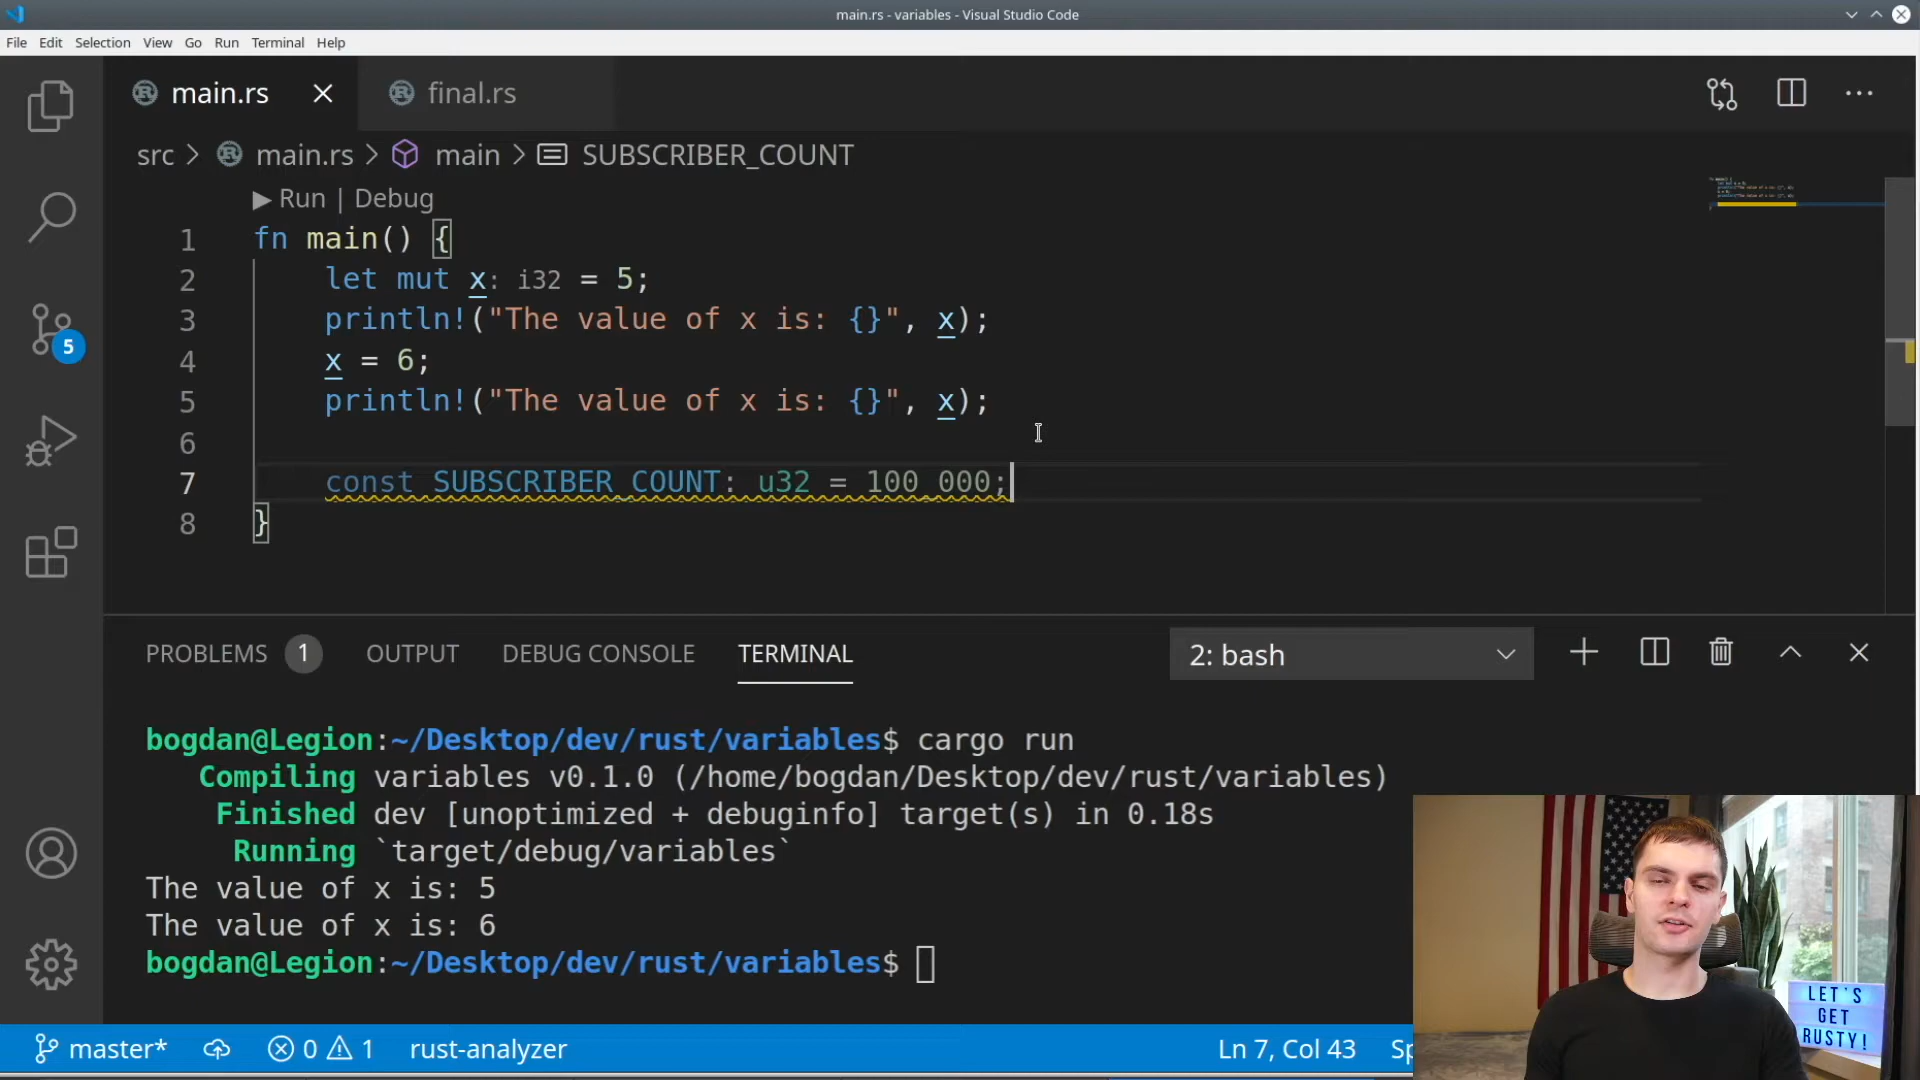 main.rs - variables - Visual Studio Code
File Edit Selection View Go Run Terminal Help
main.rs final.rs
src > main.rs > main > SUBSCRIBER_COUNT
▶ Run | Debug
1 fn main() {
2 let mut x: i32 = 5;
3 println!("The value of x is: {}", x);
4 x = 6;
5 println!("The value of x is: {}", x);
6
7 const SUBSCRIBER_COUNT: u32 = 100_000;
8 }
5
PROBLEMS 1 OUTPUT DEBUG CONSOLE TERMINAL 2: bash
bogdan@Legion:~/Desktop/dev/rust/variables$ cargo run
Compiling variables v0.1.0 (/home/bogdan/Desktop/dev/rust/variables)
Finished dev [unoptimized + debuginfo] target(s) in 0.18s
Running `target/debug/variables`
The value of x is: 5
The value of x is: 6
bogdan@Legion:~/Desktop/dev/rust/variables$
LET'S
GET
RUSTY!
master* 0 1 rust-analyzer Ln 7, Col 43 Sp